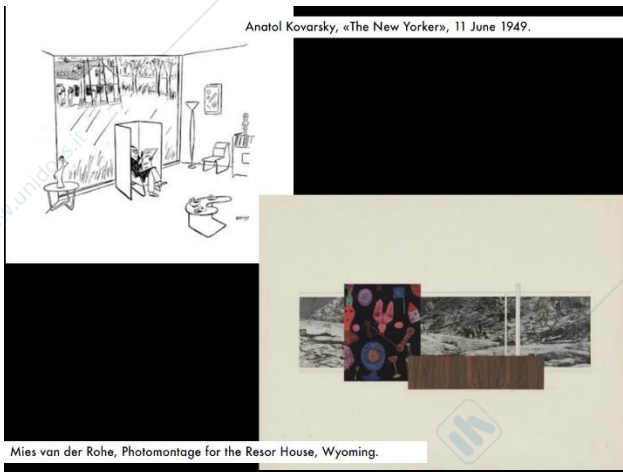 Anatol Kovarsky, «The New Yorker», 11 June 1949.
Mies van der Rohe, Photomontage for the Resor House, Wyoming.